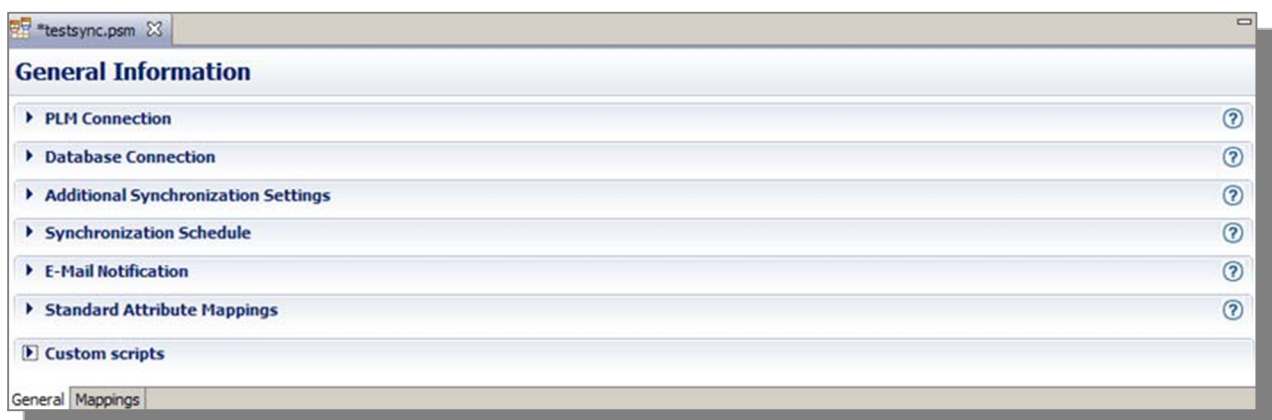 *testsync.psm
General Information
PLM Connection
Database Connection
Additional Synchronization Settings
Synchronization Schedule
E-Mail Notification
Standard Attribute Mappings
Custom scripts
General Mappings